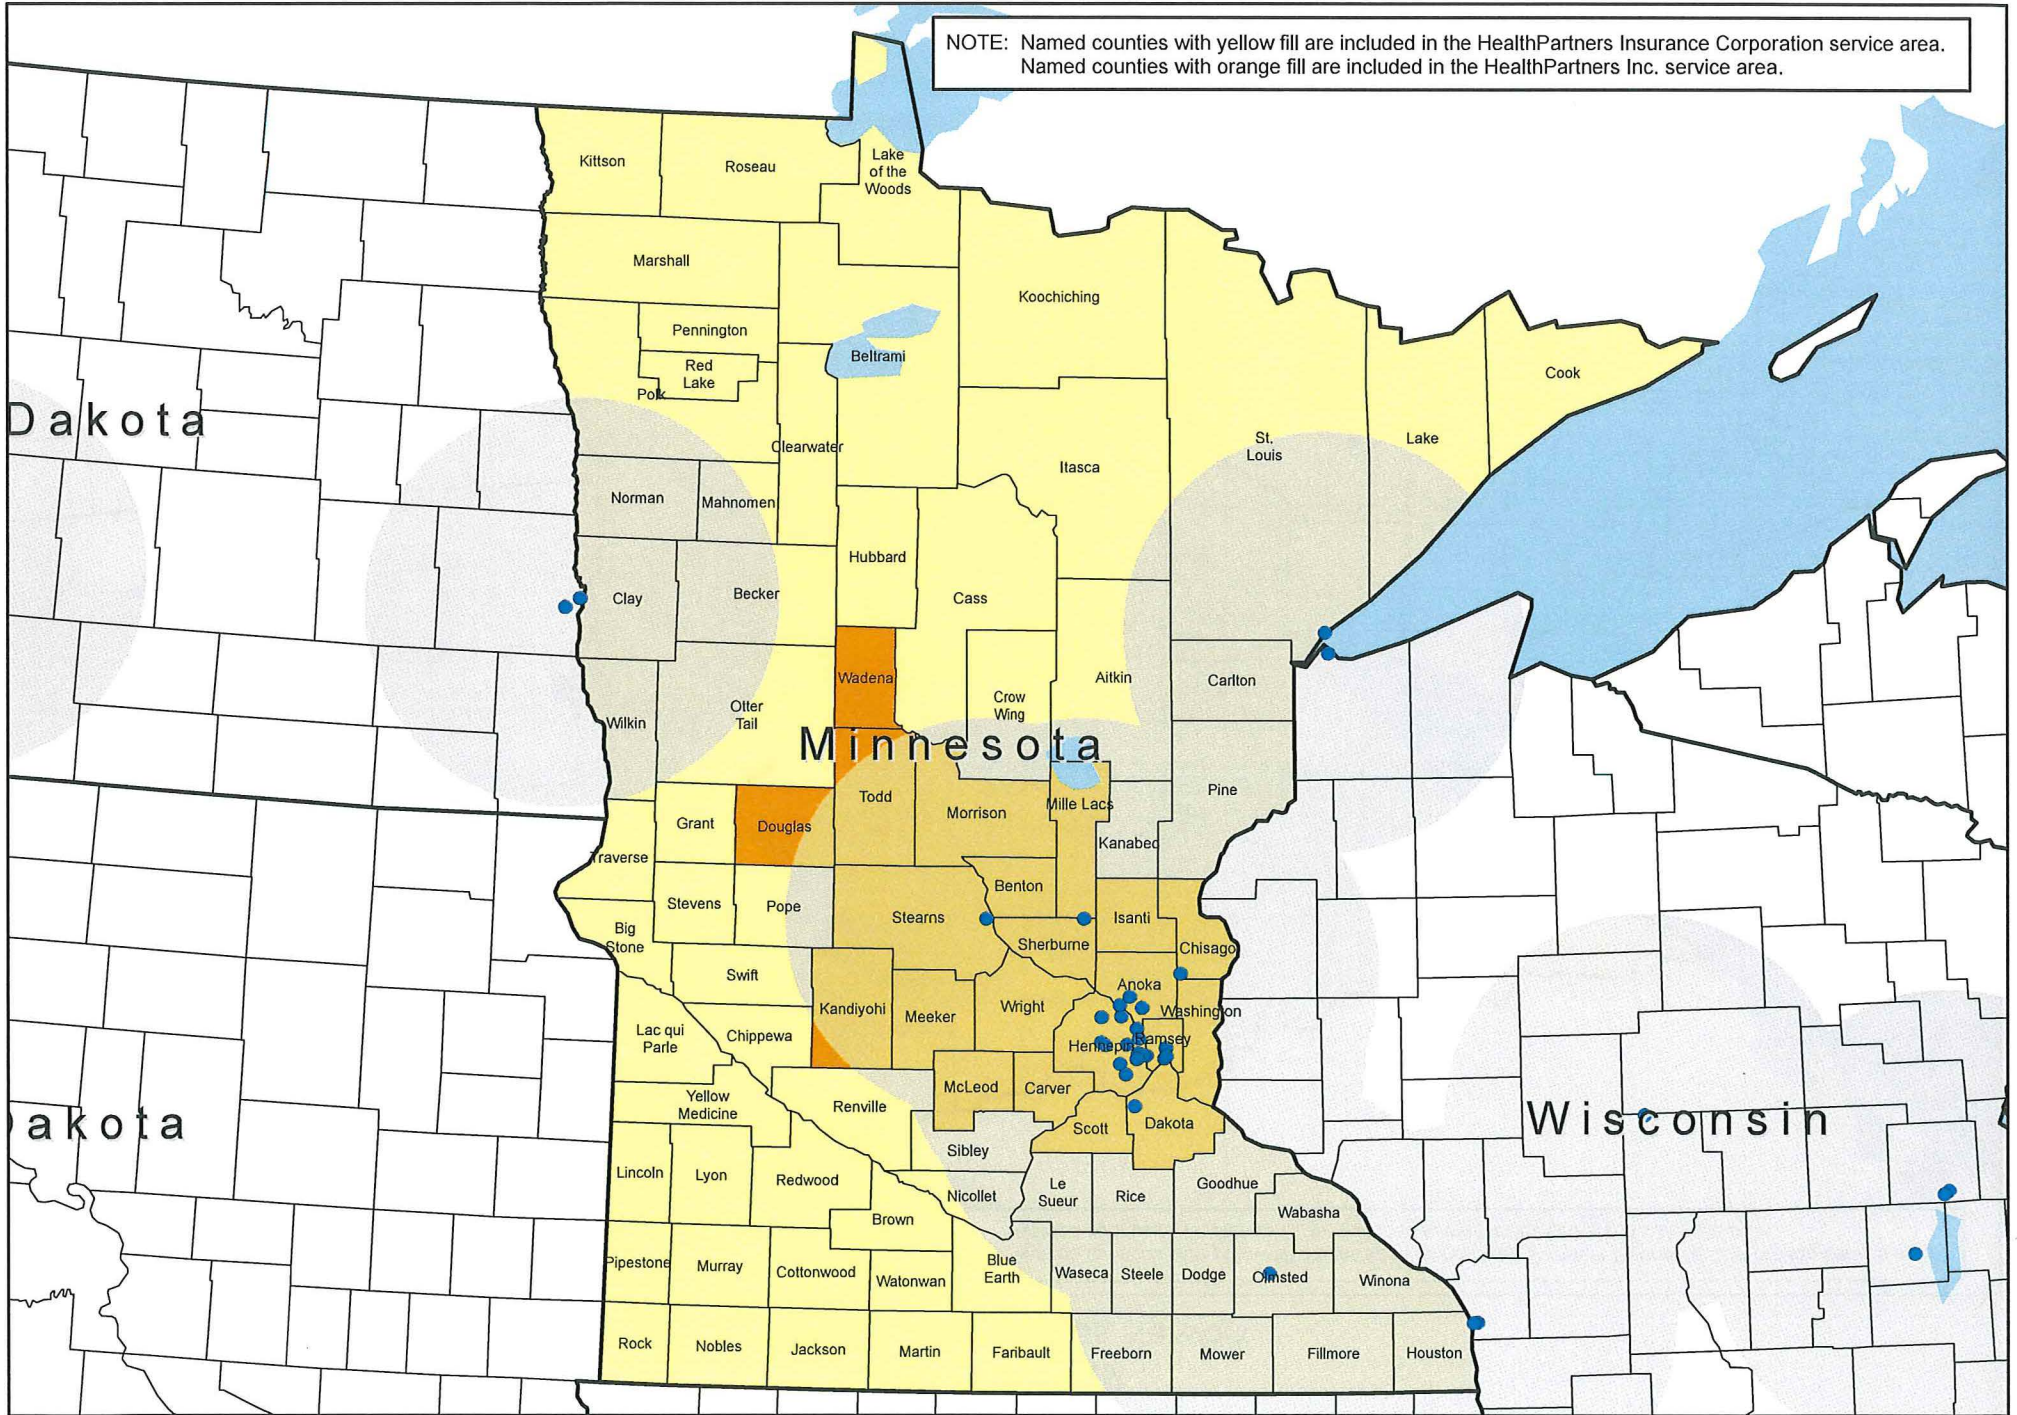 NOTE: Named counties with yellow fill are included in the HealthPartners Insurance Corporation service area.
Named counties with orange fill are included in the HealthPartners Inc. service area.
Kittson
Roseau
Lake
of the
Woods
Marshall
Koochiching
Pennington
Beltrami
Red
Lake
Cook
Polk
Dakota
Clearwater
St.
Louis
Lake
Itasca
Norman
Mahnomen
Hubbard
Clay
Becker
Cass
Wadena
Aitkin
Carlton
Crow
Wing
Otter
Tail
Wilkin
Minnesota
Pine
Todd
Mille Lacs
Morrison
Grant
Douglas
Kanabec
Traverse
Benton
Stevens
Pope
Stearns
Isanti
Big
Stone
Sherburne
Chisago
Swift
Anoka
Kandiyohi
Wright
Washington
Meeker
Lac qui
Parle
Chippewa
Hennepin
Ramsey
McLeod
Carver
Yellow
Medicine
Renville
Dakota
Scott
Wisconsin
Dakota
Sibley
Lincoln
Lyon
Redwood
Nicollet
Le
Sueur
Rice
Goodhue
Wabasha
Brown
Pipestone
Murray
Cottonwood
Watonwan
Blue
Earth
Waseca
Steele
Dodge
Olmsted
Winona
Rock
Nobles
Jackson
Martin
Faribault
Freeborn
Mower
Fillmore
Houston